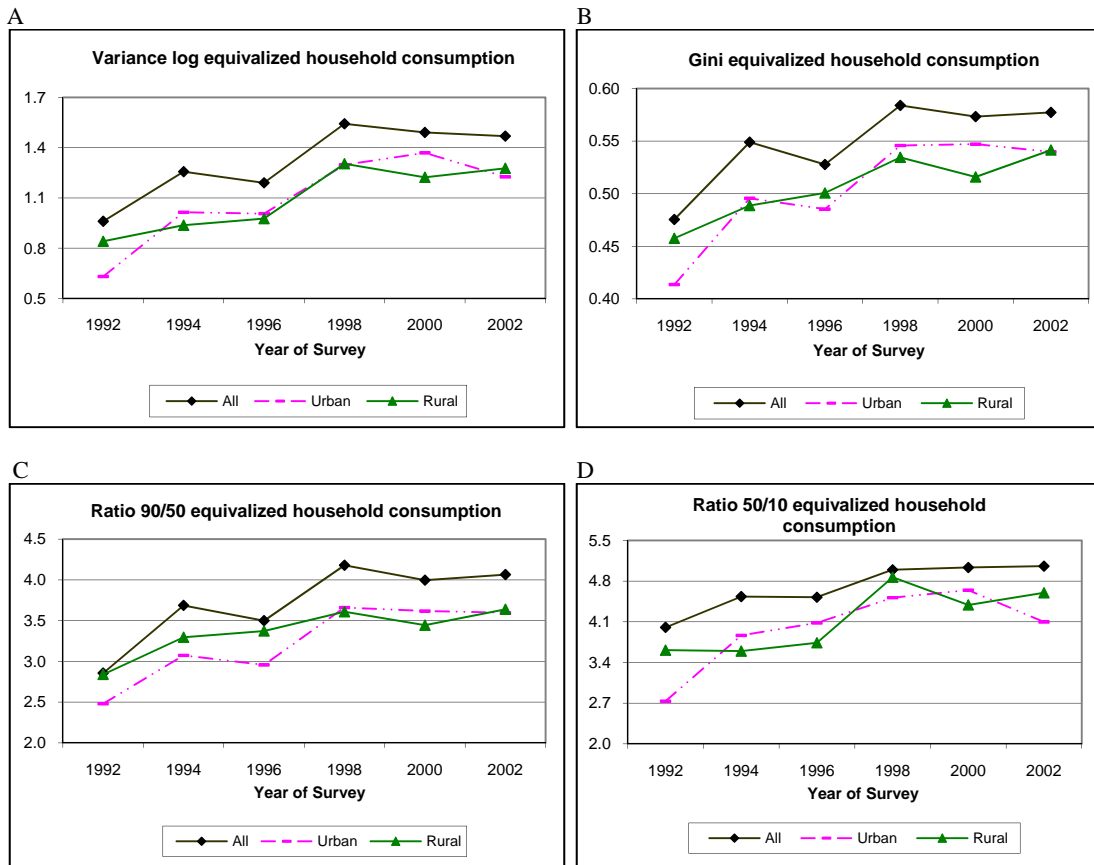 A
Variance log equivalized household consumption
1.7
1.4
1.1
0.8
0.5
1992 1994 1996 1998 2000 2002
Year of Survey
All Urban Rural
B
Gini equivalized household consumption
0.60
0.55
0.50
0.45
0.40
1992 1994 1996 1998 2000 2002
Year of Survey
All Urban Rural
C
Ratio 90/50 equivalized household consumption
4.5
4.0
3.5
3.0
2.5
2.0
1992 1994 1996 1998 2000 2002
Year of Survey
All Urban Rural
D
Ratio 50/10 equivalized household
consumption
5.5
4.8
4.1
3.4
2.7
2.0
1992 1994 1996 1998 2000 2002
Year of Survey
All Urban Rural